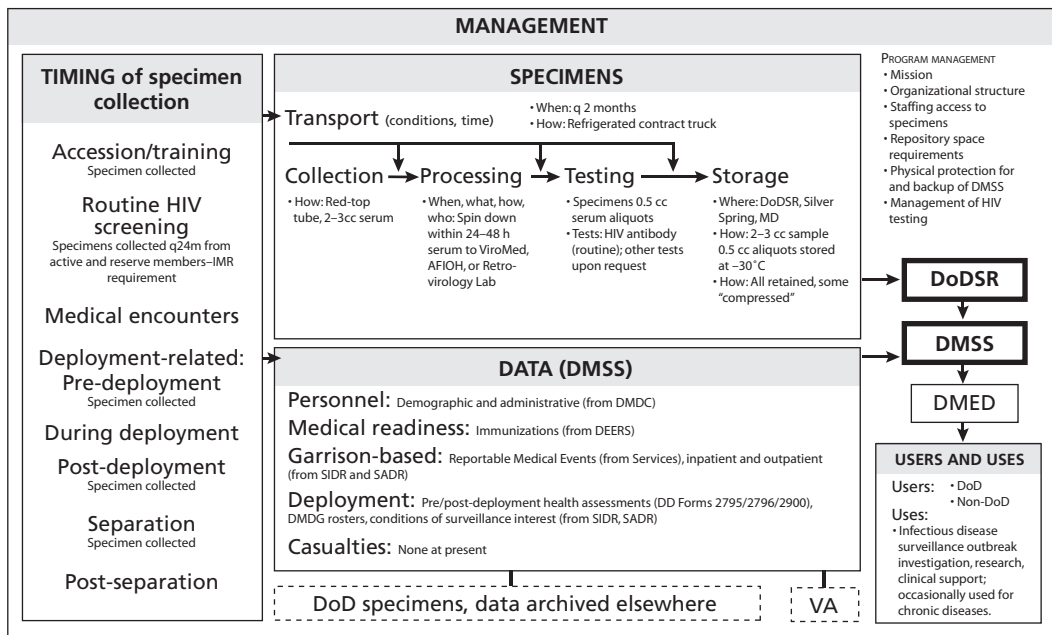 MANAGEMENT
TIMING of specimen
collection
Accession/training
Specimen collected
Routine HIV
screening
Specimens collected q24m from
active and reserve members–IMR
requirement
Medical encounters
Deployment-related:
Pre-deployment
Specimen collected
During deployment
Post-deployment
Specimen collected
Separation
Specimen collected
Post-separation
SPECIMENS
Transport (conditions, time)
• When: q 2 months
• How: Refrigerated contract truck
Collection
• How: Red-top
tube, 2–3cc serum
Processing
• When, what, how,
who: Spin down
within 24–48 h
serum to ViroMed,
AFIOH, or Retro-
virology Lab
Testing
• Specimens 0.5 cc
serum aliquots
• Tests: HIV antibody
(routine); other tests
upon request
Storage
• Where: DoDSR, Silver
Spring, MD
• How: 2–3 cc sample
0.5 cc aliquots stored
at –30˚C
• How: All retained, some
“compressed”
DATA (DMSS)
Personnel: Demographic and administrative (from DMDC)
Medical readiness: Immunizations (from DEERS)
Garrison-based: Reportable Medical Events (from Services), inpatient and outpatient
(from SIDR and SADR)
Deployment: Pre/post-deployment health assessments (DD Forms 2795/2796/2900),
DMDG rosters, conditions of surveillance interest (from SIDR, SADR)
Casualties: None at present
DoD specimens, data archived elsewhere
VA
PROGRAM MANAGEMENT
• Mission
• Organizational structure
• Staffing access to
specimens
• Repository space
requirements
• Physical protection for
and backup of DMSS
• Management of HIV
testing
DoDSR
DMSS
DMED
USERS AND USES
Users: • DoD
• Non-DoD
Uses:
• Infectious disease
surveillance outbreak
investigation, research,
clinical support;
occasionally used for
chronic diseases.